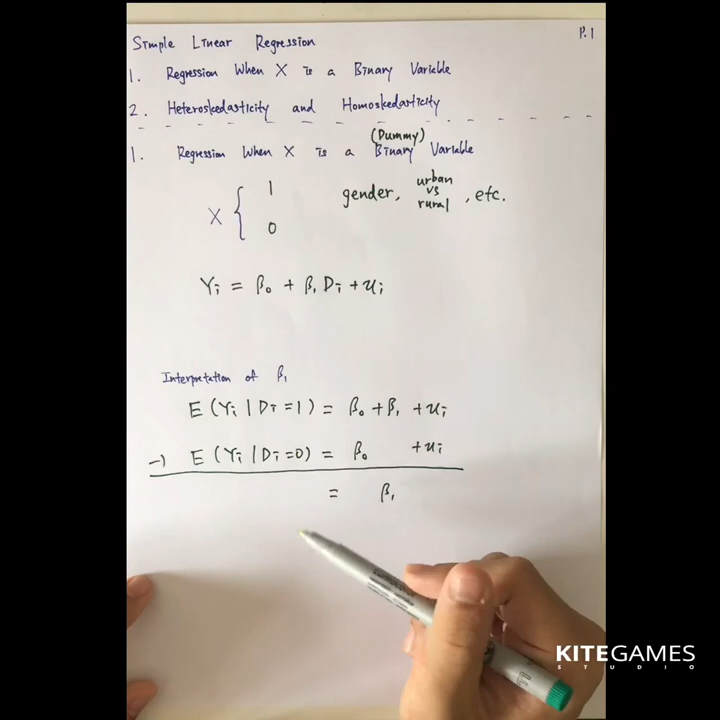 P.1
Simple Linear Regression
1. Regression When X is a Binary Variable
2. Heteroskedasticity and Homoskedasticity
(Dummy)
1. Regression When X is a Binary Variable
X { 1
0
gender, urban vs rural, etc.
Yi = β0 + β1 Di + ui
Interpretation of β1
E (Yi | Di = 1) = β0 + β1 + ui
-) E (Yi | Di = 0) = β0 + ui
= β1
KITEGAMES
STUDIO